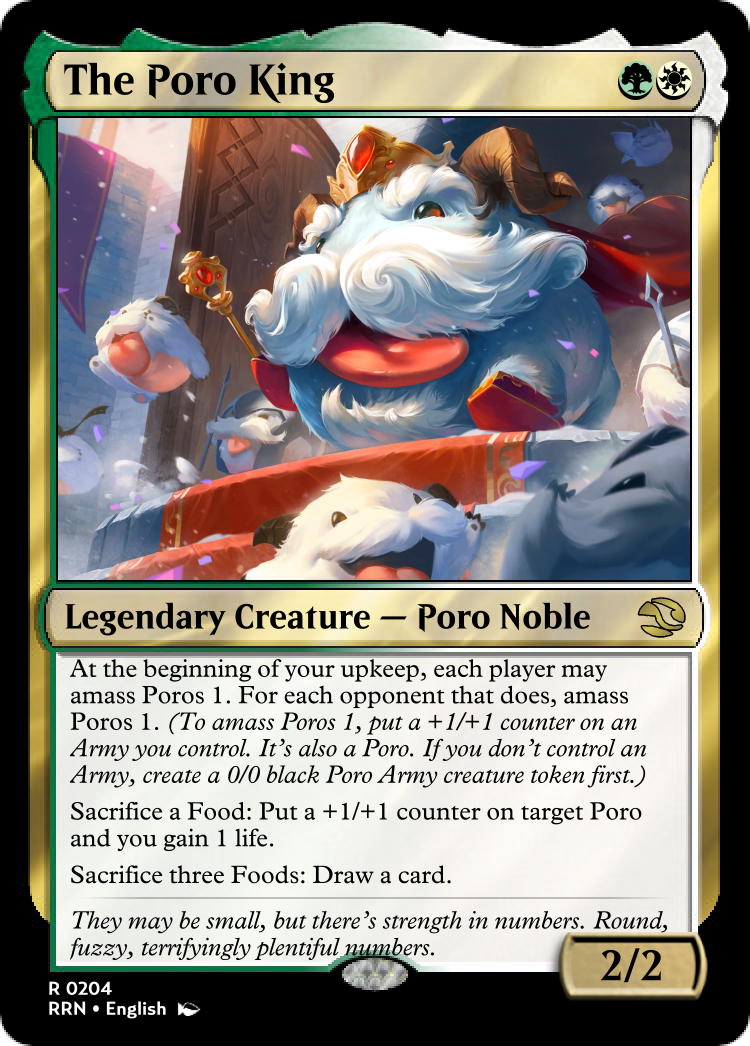 The Poro King
Legendary Creature — Poro Noble
At the beginning of your upkeep, each player may
amass Poros 1. For each opponent that does, amass
Poros 1. (To amass Poros 1, put a +1/+1 counter on an
Army you control. It's also a Poro. If you don't control an
Army, create a 0/0 black Poro Army creature token first.)
Sacrifice a Food: Put a +1/+1 counter on target Poro
and you gain 1 life.
Sacrifice three Foods: Draw a card.
They may be small, but there's strength in numbers. Round,
fuzzy, terrifyingly plentiful numbers.
2/2
R 0204
RRN • English